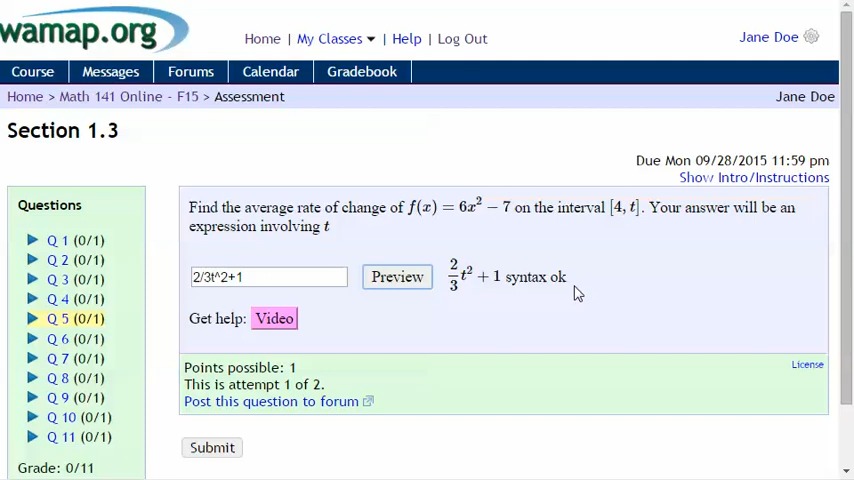 wamap.org
Home | My Classes | Help | Log Out
Jane Doe
Course Messages Forums Calendar Gradebook
Home > Math 141 Online - F15 > Assessment
Jane Doe
Section 1.3
Due Mon 09/28/2015 11:59 pm
Show Intro/Instructions
Questions
Q 1 (0/1)
Q 2 (0/1)
Q 3 (0/1)
Q 4 (0/1)
Q 5 (0/1)
Q 6 (0/1)
Q 7 (0/1)
Q 8 (0/1)
Q 9 (0/1)
Q 10 (0/1)
Q 11 (0/1)
Grade: 0/11
Find the average rate of change of f(x) = 6x² − 7 on the interval [4, t]. Your answer will be an
expression involving t
2/3t^2+1 Preview 2/3 t² + 1 syntax ok
Get help: Video
License
Points possible: 1
This is attempt 1 of 2.
Post this question to forum
Submit